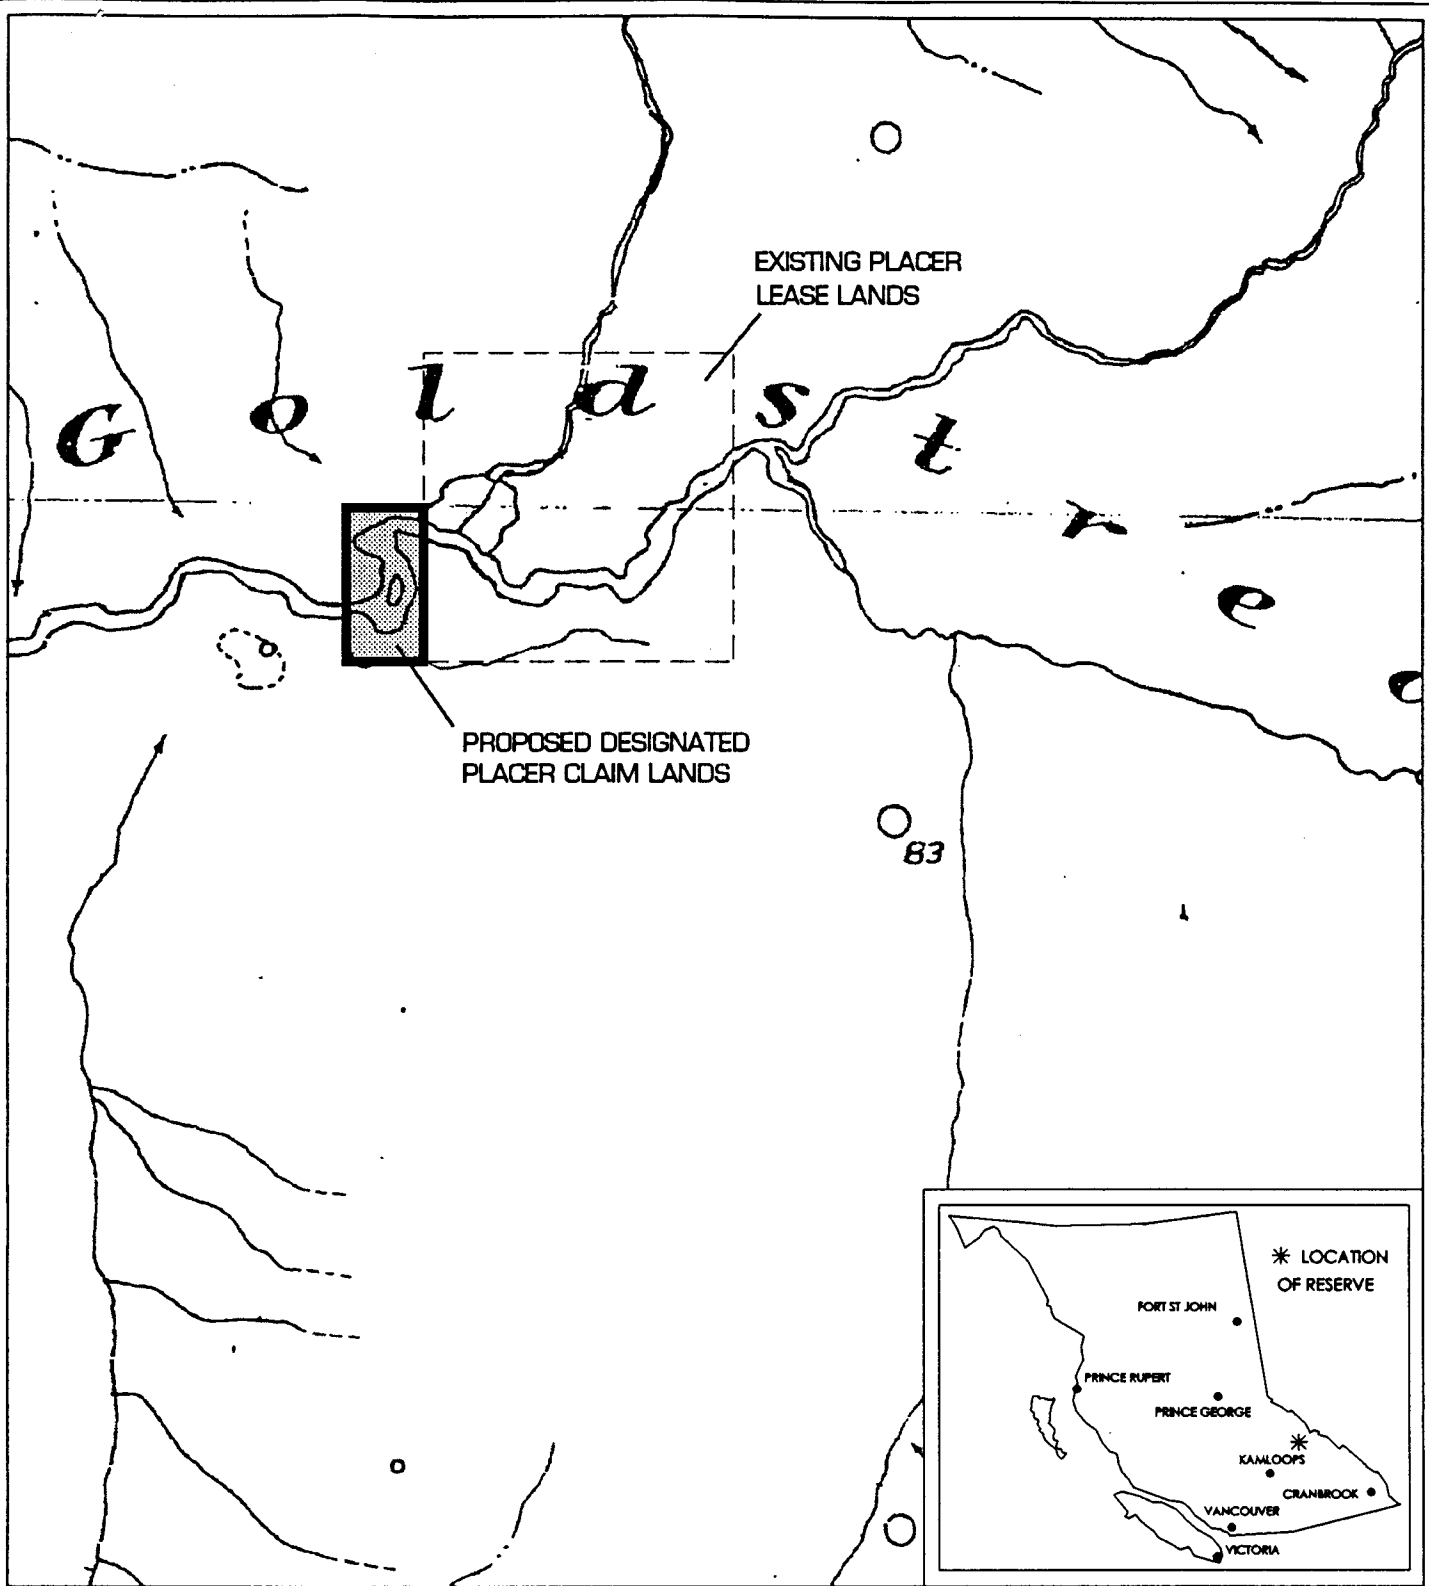 EXISTING PLACER
LEASE LANDS
G o l d s t r e a
PROPOSED DESIGNATED
PLACER CLAIM LANDS
83
LOCATION
OF RESERVE
FORT ST JOHN
PRINCE RUPERT
PRINCE GEORGE
KAMLOOPS
CRANBROOK
VANCOUVER
VICTORIA